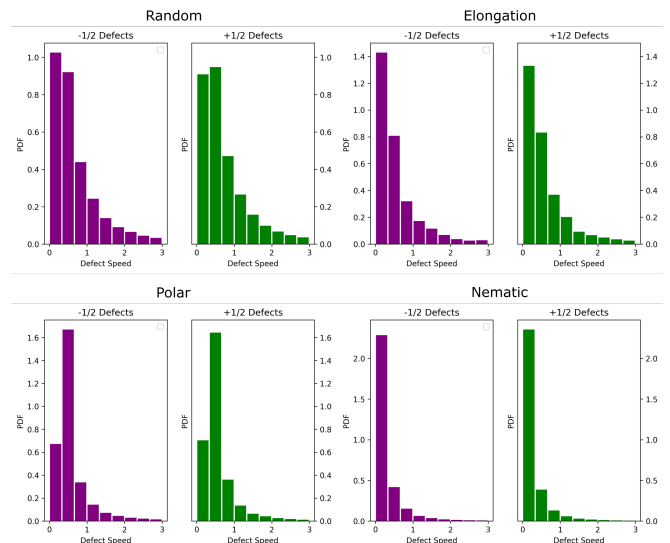 Random
-1/2 Defects
+1/2 Defects
PDF
1.0
0.8
0.6
0.4
0.2
0.0
0 1 2 3
Defect Speed
PDF
1.0
0.8
0.6
0.4
0.2
0.0
0 1 2 3
Defect Speed
Elongation
-1/2 Defects
+1/2 Defects
PDF
1.4
1.2
1.0
0.8
0.6
0.4
0.2
0.0
0 1 2 3
Defect Speed
PDF
1.4
1.2
1.0
0.8
0.6
0.4
0.2
0.0
0 1 2 3
Defect Speed
Polar
-1/2 Defects
+1/2 Defects
PDF
1.6
1.4
1.2
1.0
0.8
0.6
0.4
0.2
0.0
0 1 2 3
Defect Speed
PDF
1.6
1.4
1.2
1.0
0.8
0.6
0.4
0.2
0.0
0 1 2 3
Defect Speed
Nematic
-1/2 Defects
+1/2 Defects
PDF
2.0
1.5
1.0
0.5
0.0
0 1 2 3
Defect Speed
PDF
2.0
1.5
1.0
0.5
0.0
0 1 2 3
Defect Speed